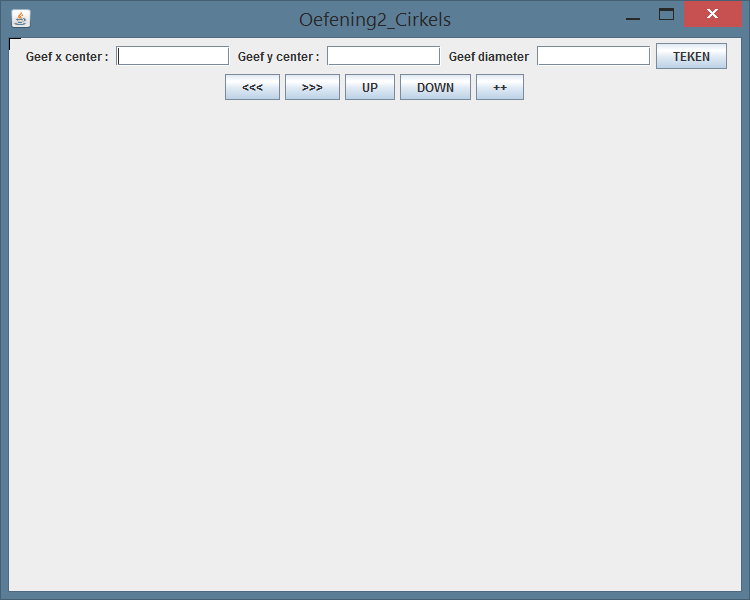 Oefening2_Cirkels
Geef x center : Geef y center : Geef diameter TEKEN
<<< >>> UP DOWN ++